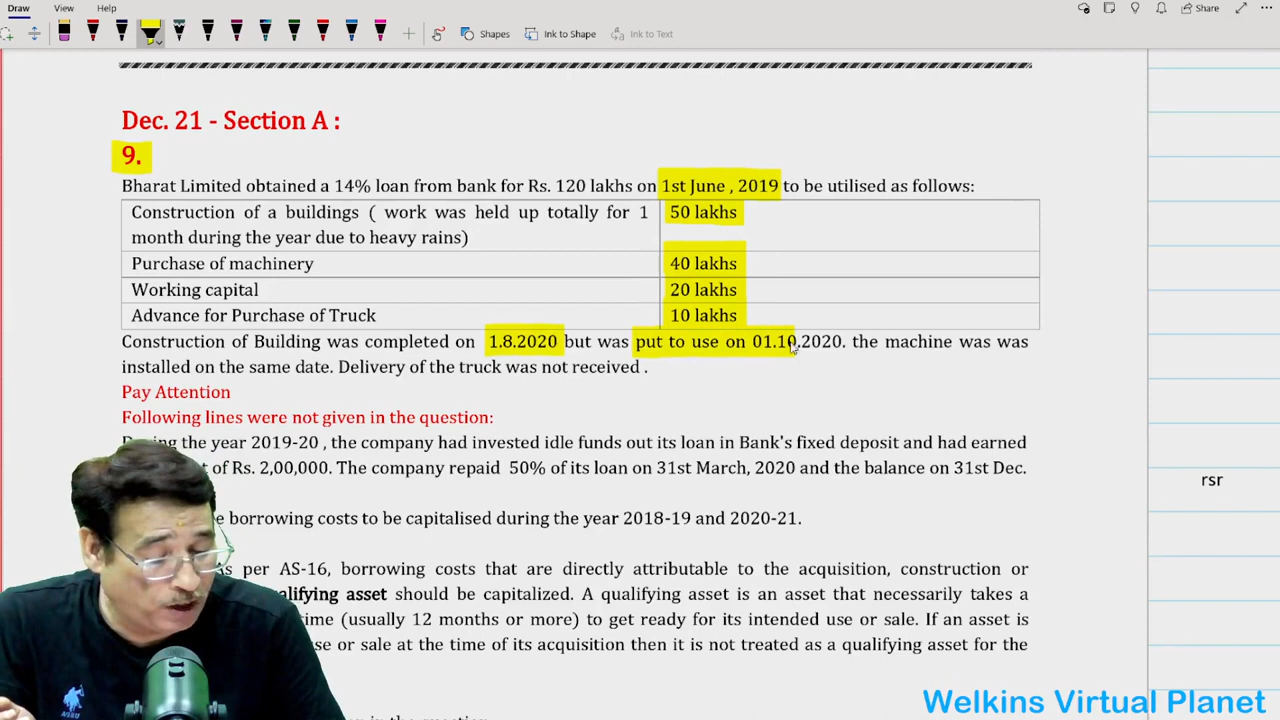 Draw View Help
Shapes Ink to Shape Ink to Text Share
Dec. 21 - Section A :
9.
Bharat Limited obtained a 14% loan from bank for Rs. 120 lakhs on 1st June , 2019 to be utilised as follows:
Construction of a buildings ( work was held up totally for 1 50 lakhs
month during the year due to heavy rains)
Purchase of machinery 40 lakhs
Working capital 20 lakhs
Advance for Purchase of Truck 10 lakhs
Construction of Building was completed on 1.8.2020 but was put to use on 01.10.2020. the machine was was
installed on the same date. Delivery of the truck was not received .
Pay Attention
Following lines were not given in the question:
the year 2019-20 , the company had invested idle funds out its loan in Bank's fixed deposit and had earned
of Rs. 2,00,000. The company repaid 50% of its loan on 31st March, 2020 and the balance on 31st Dec.
rsr
borrowing costs to be capitalised during the year 2018-19 and 2020-21.
As per AS-16, borrowing costs that are directly attributable to the acquisition, construction or
asset should be capitalized. A qualifying asset is an asset that necessarily takes a
(usually 12 months or more) to get ready for its intended use or sale. If an asset is
or sale at the time of its acquisition then it is not treated as a qualifying asset for the
Welkins Virtual Planet